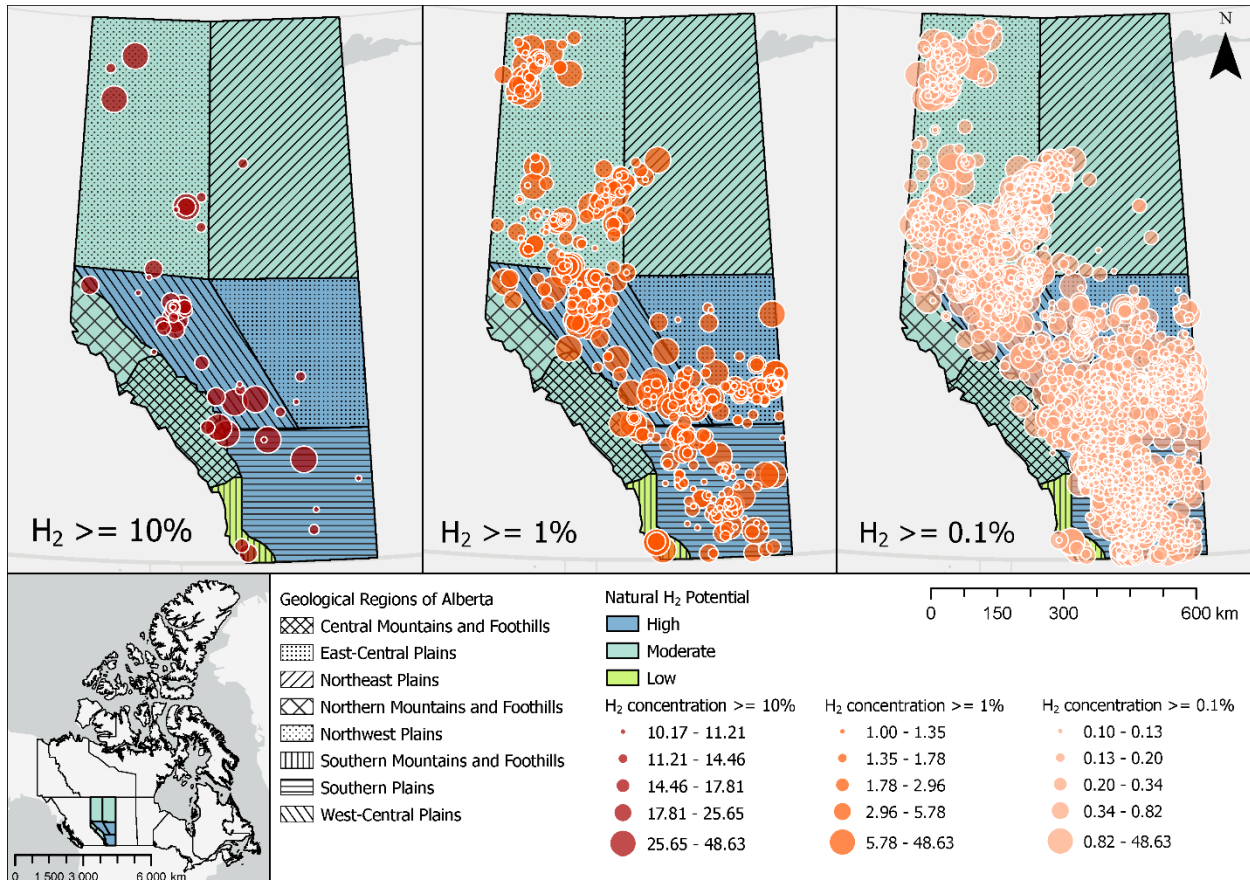 N
H₂ >= 10%
H₂ >= 1%
H₂ >= 0.1%
0 150 300 600 km
Geological Regions of Alberta
Central Mountains and Foothills
East-Central Plains
Northeast Plains
Northern Mountains and Foothills
Northwest Plains
Southern Mountains and Foothills
Southern Plains
West-Central Plains
Natural H₂ Potential
High
Moderate
Low
H₂ concentration >= 10%
10.17 - 11.21
11.21 - 14.46
14.46 - 17.81
17.81 - 25.65
25.65 - 48.63
H₂ concentration >= 1%
1.00 - 1.35
1.35 - 1.78
1.78 - 2.96
2.96 - 5.78
5.78 - 48.63
H₂ concentration >= 0.1%
0.10 - 0.13
0.13 - 0.20
0.20 - 0.34
0.34 - 0.82
0.82 - 48.63
0 1 500 3 000 6 000 km